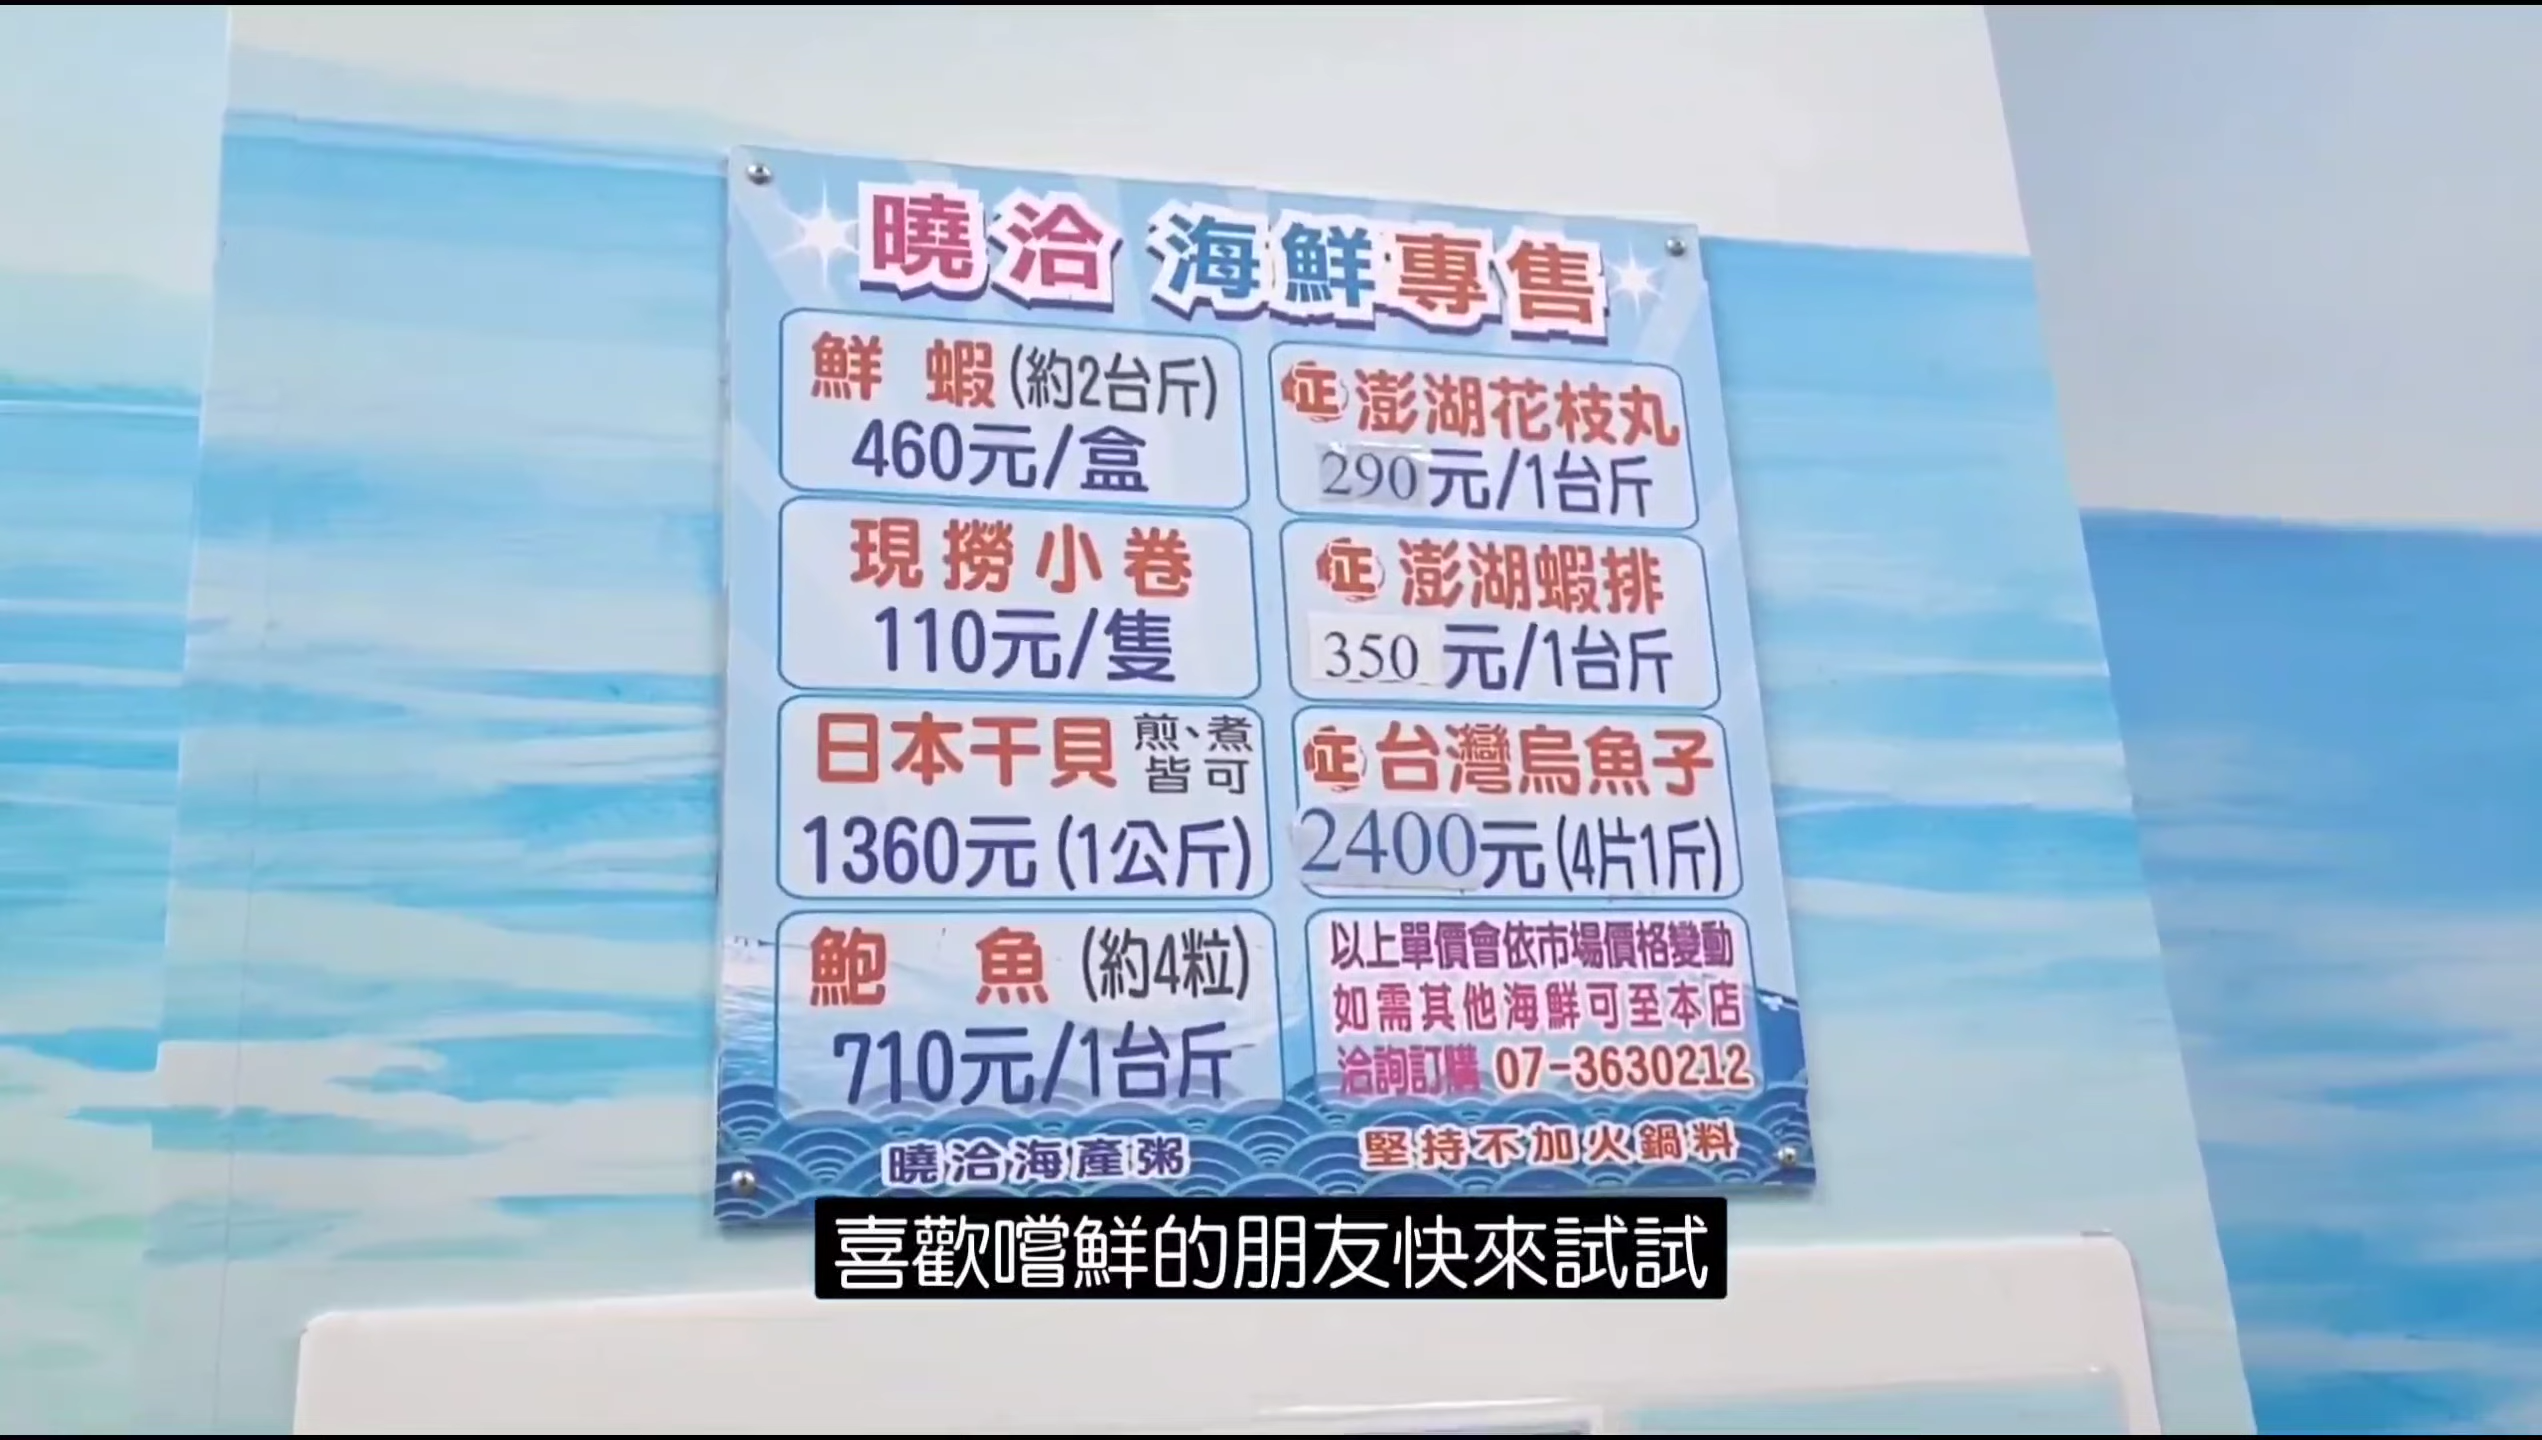 曉洽 海鮮專售
鮮 蝦 (約2台斤)
460元/盒
現撈小卷
110元/隻
日本干貝 煎、煮
皆可
1360元 (1公斤)
鮑 魚 (約4粒)
710元/1台斤
正 澎湖花枝丸
290元/1台斤
正 澎湖蝦排
350元/1台斤
正 台灣烏魚子
2400元 (4片1斤)
以上單價會依市場價格變動
如需其他海鮮可至本店
洽詢訂購 07-3630212
曉洽海產粥
堅持不加火鍋料
喜歡嚐鮮的朋友快來試試